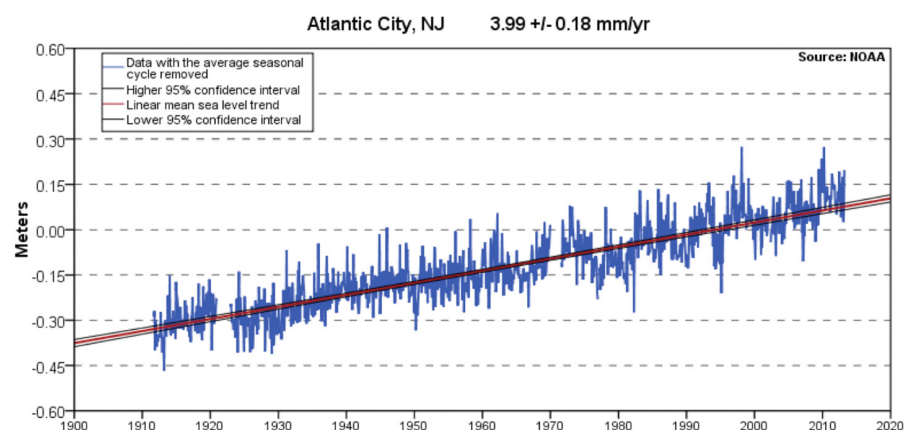 Atlantic City, NJ 3.99 +/- 0.18 mm/yr
Source: NOAA
Data with the average seasonal
cycle removed
Higher 95% confidence interval
Linear mean sea level trend
Lower 95% confidence interval
Meters
0.60
0.45
0.30
0.15
0.00
-0.15
-0.30
-0.45
-0.60
1900 1910 1920 1930 1940 1950 1960 1970 1980 1990 2000 2010 2020